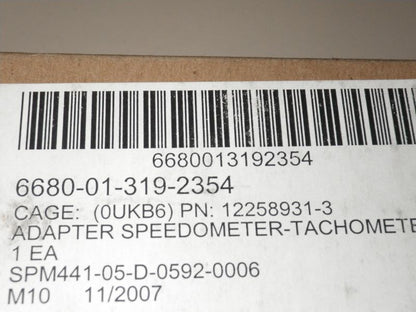 6680013192354
6680-01-319-2354
CAGE: (0UKB6) PN: 12258931-3
ADAPTER SPEEDOMETER-TACHOMETE
1 EA
SPM441-05-D-0592-0006
M10 11/2007